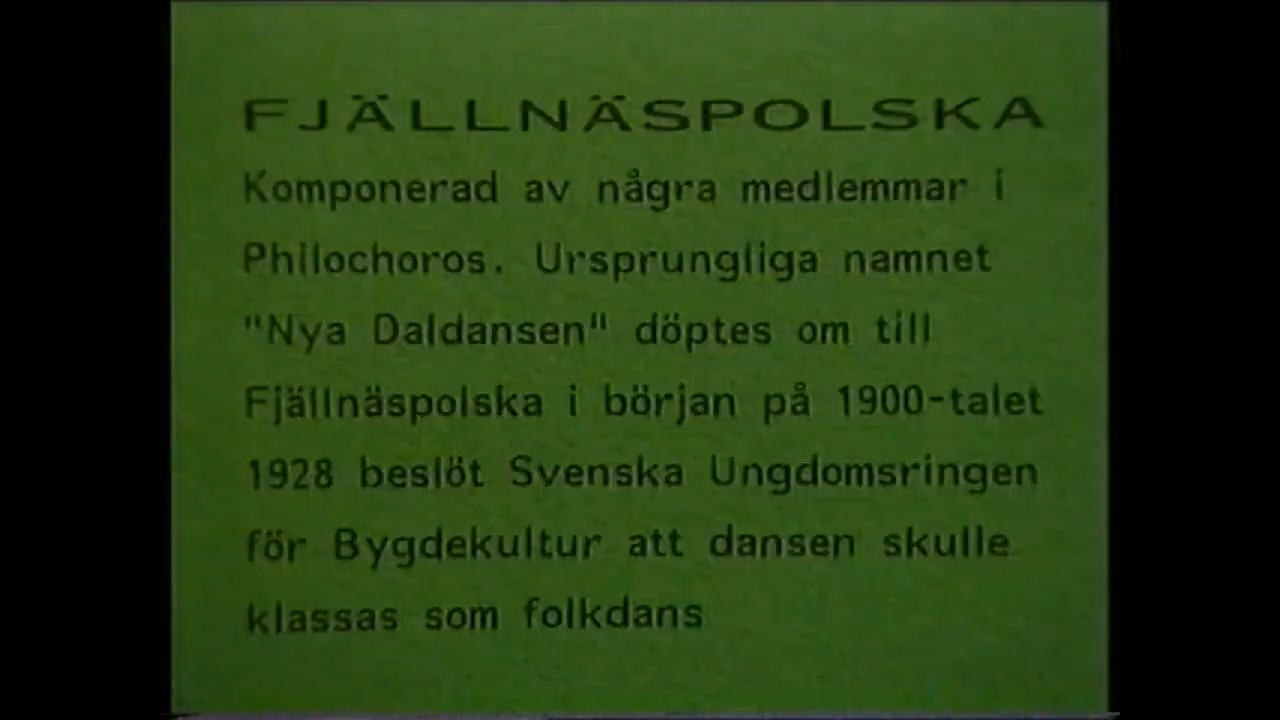 FJÄLLNÄSPOLSKA
Komponerad av några medlemmar i
Philochoros. Ursprungliga namnet
"Nya Daldansen" döptes om till
Fjällnäspolska i början på 1900-talet
1928 beslöt Svenska Ungdomsringen
för Bygdekultur att dansen skulle
klassas som folkdans